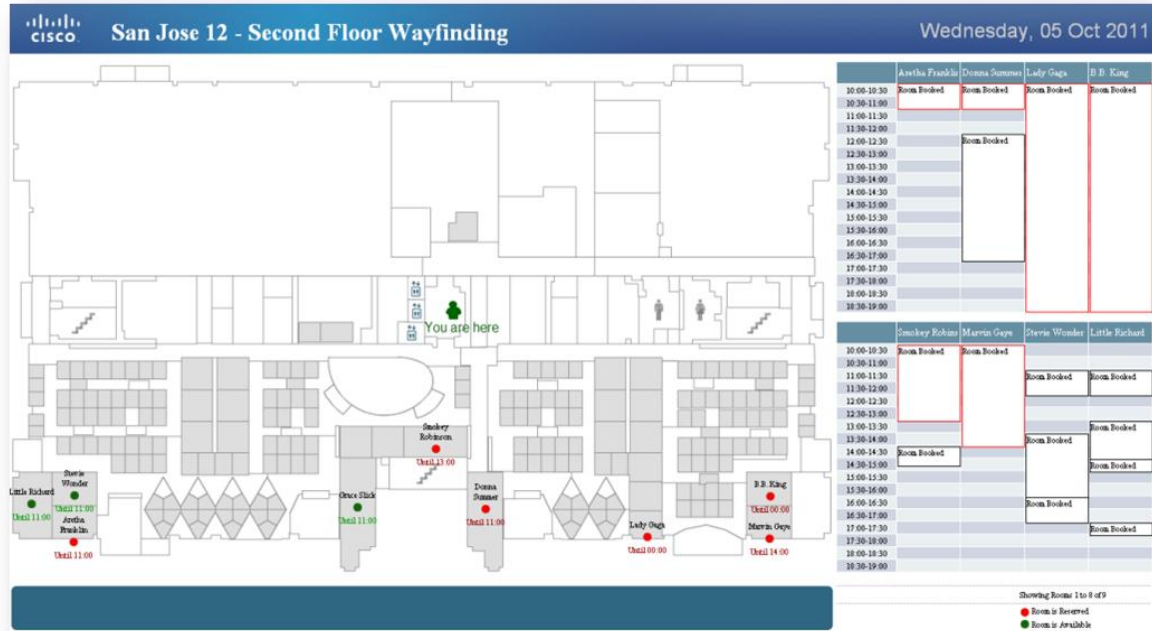 CISCO
San Jose 12 - Second Floor Wayfinding
Wednesday, 05 Oct 2011
You are here
Smokey
Robinson
Until 13:00
Little Richard
Until 11:00
Stevie
Wonder
Until 11:00
Aretha
Franklin
Until 11:00
Grace Slick
Until 11:00
Donna
Summer
Until 11:00
Lady Gaga
Until 00:00
B.B. King
Until 00:00
Marvin Gaye
Until 14:00
Aretha Franklin Donna Summer Lady Gaga B.B. King
10:00-10:30 Room Booked Room Booked Room Booked Room Booked
10:30-11:00
11:00-11:30
11:30-12:00
12:00-12:30 Room Booked
12:30-13:00
13:00-13:30
13:30-14:00
14:00-14:30
14:30-15:00
15:00-15:30
15:30-16:00
16:00-16:30
16:30-17:00
17:00-17:30
17:30-18:00
18:00-18:30
18:30-19:00
Smokey Robins Marvin Gaye Stevie Wonder Little Richard
10:00-10:30 Room Booked Room Booked
10:30-11:00
11:00-11:30 Room Booked Room Booked
11:30-12:00
12:00-12:30
12:30-13:00
13:00-13:30 Room Booked
13:30-14:00 Room Booked
14:00-14:30 Room Booked
14:30-15:00 Room Booked
15:00-15:30
15:30-16:00
16:00-16:30 Room Booked
16:30-17:00
17:00-17:30 Room Booked
17:30-18:00
18:00-18:30
18:30-19:00
Showing Rooms 1 to 8 of 9
Room is Reserved
Room is Available